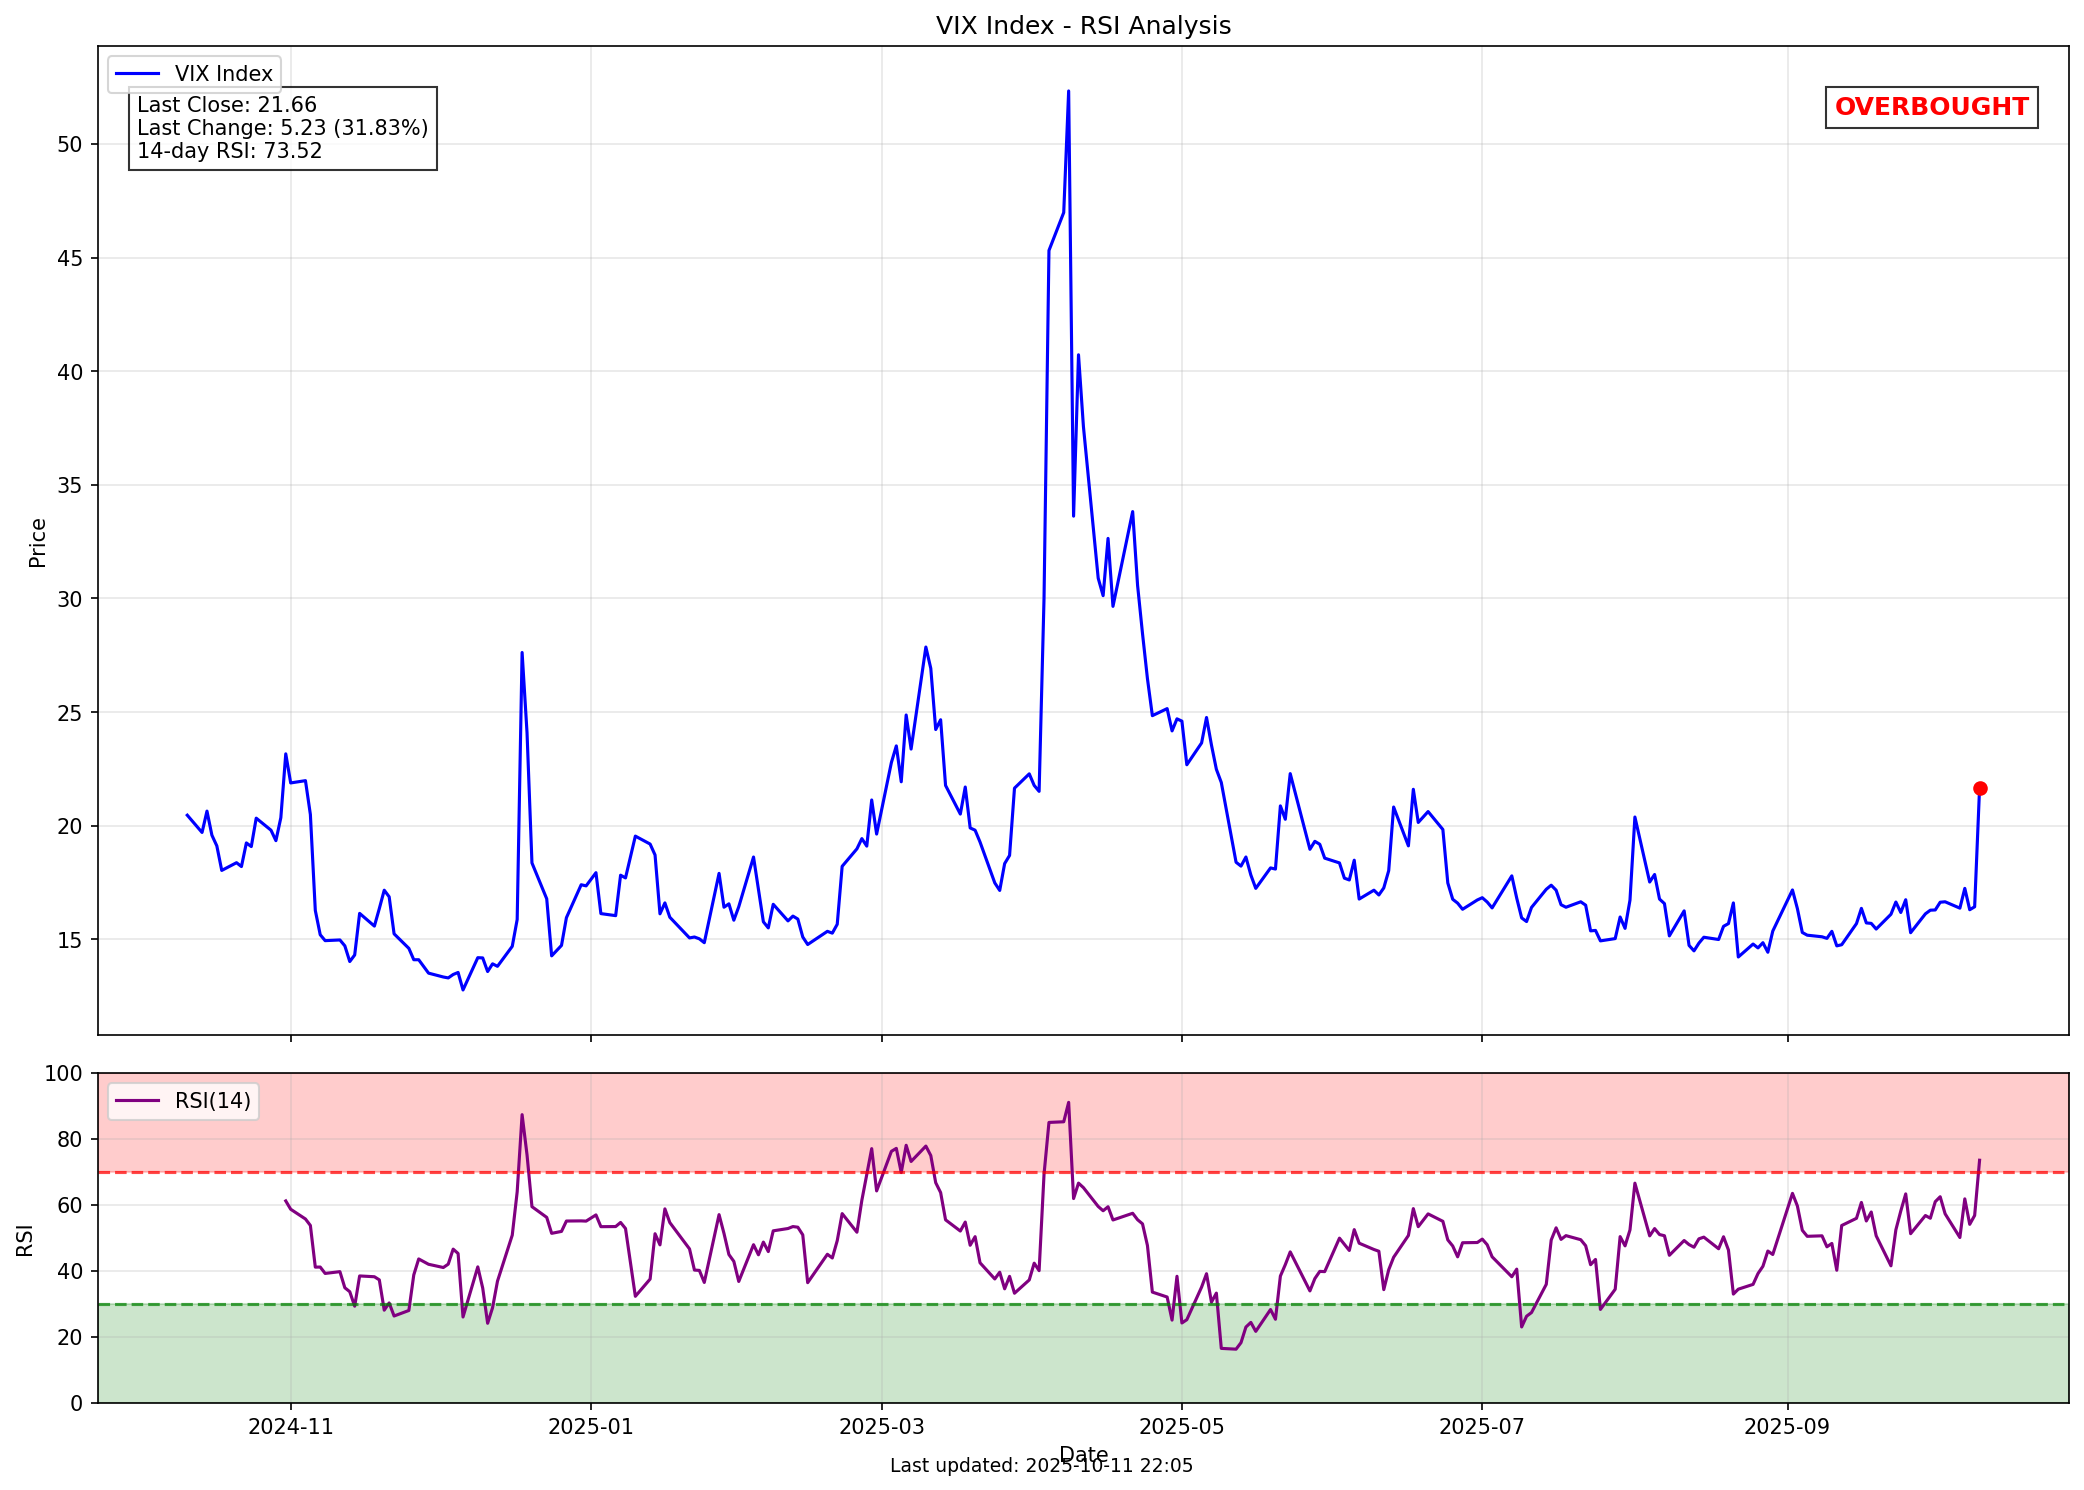 VIX Index - RSI Analysis
VIX Index
Last Close: 21.66
Last Change: 5.23 (31.83%)
14-day RSI: 73.52
OVERBOUGHT
50
45
40
35
30
25
20
15
Price
100
80
60
40
20
0
RSI
RSI(14)
2024-11
2025-01
2025-03
2025-05
2025-07
2025-09
Date
Last updated: 2025-10-11 22:05